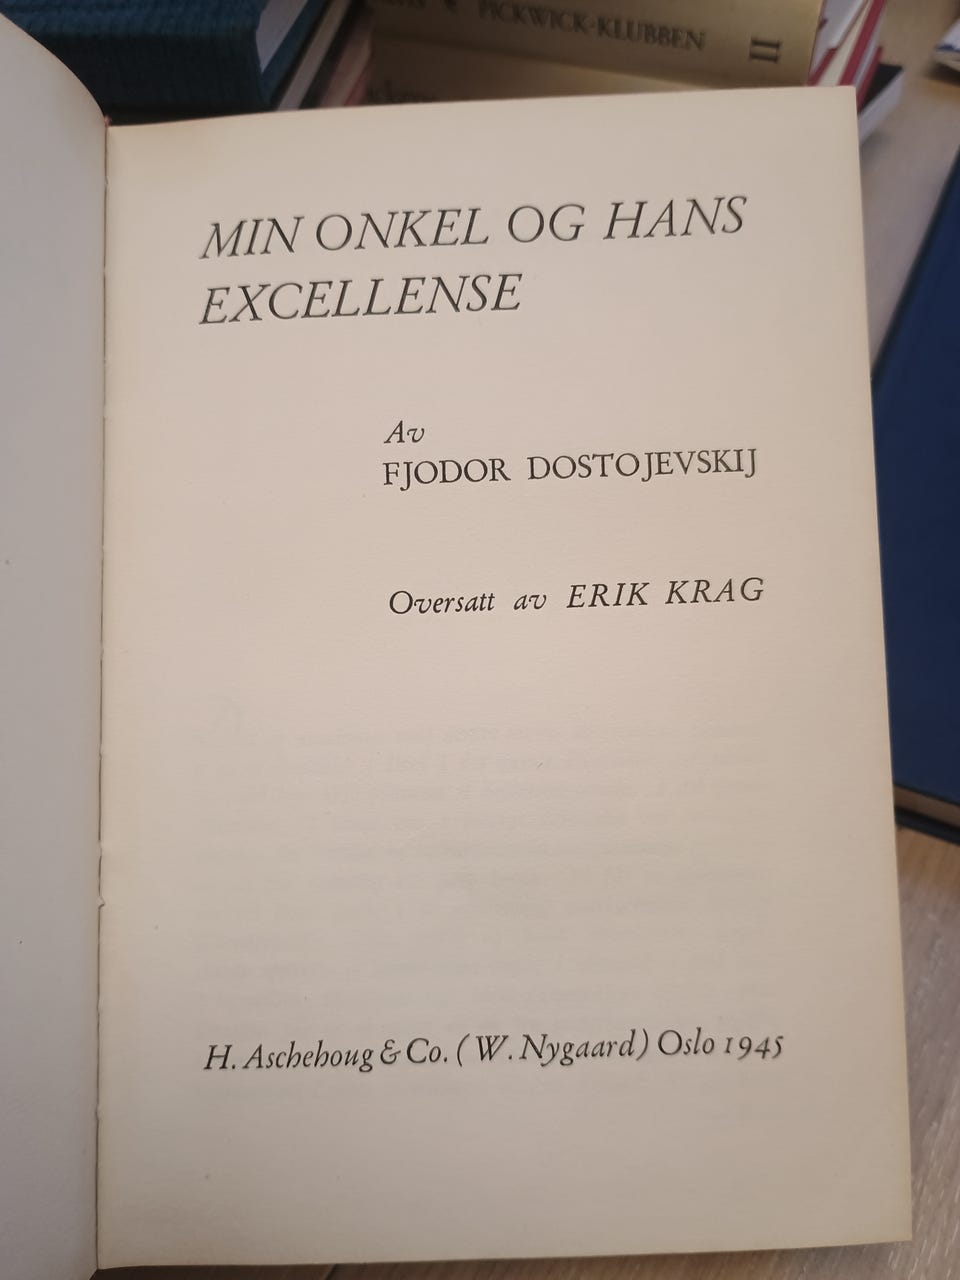 PICKWICK-KLUBBEN
II
MIN ONKEL OG HANS
EXCELLENSE
Av
FJODOR DOSTOJEVSKIJ
Oversatt av ERIK KRAG
H. Aschehoug & Co. (W. Nygaard) Oslo 1945